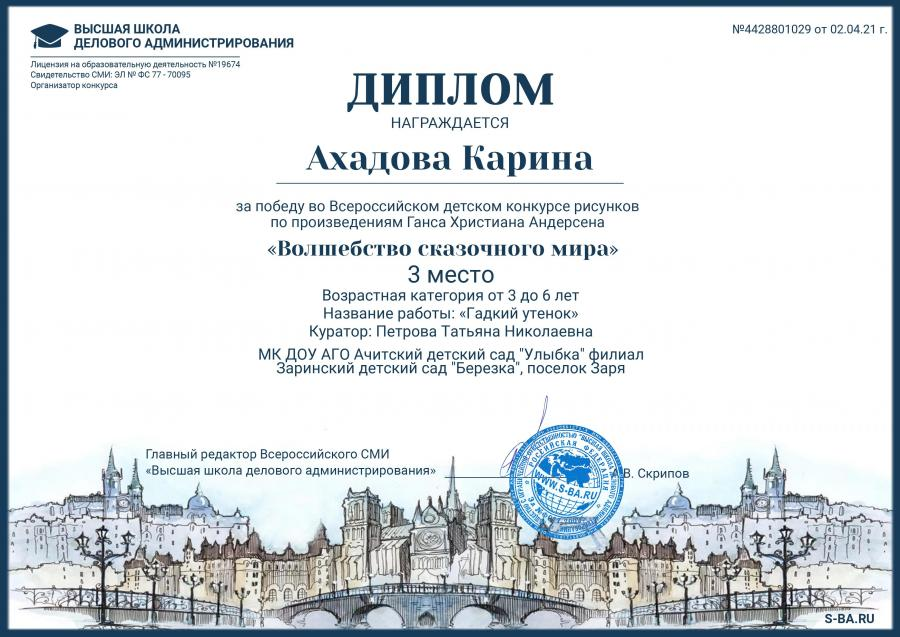 ВЫСШАЯ ШКОЛА
ДЕЛОВОГО АДМИНИСТРИРОВАНИЯ
№4428801029 от 02.04.21 г.
Лицензия на образовательную деятельность №19674
Свидетельство СМИ: ЭЛ № ФС 77 - 70095
Организатор конкурса
ДИПЛОМ
НАГРАЖДАЕТСЯ
Ахадова Карина
за победу во Всероссийском детском конкурсе рисунков
по произведениям Ганса Христиана Андерсена
«Волшебство сказочного мира»
3 место
Возрастная категория от 3 до 6 лет
Название работы: «Гадкий утенок»
Куратор: Петрова Татьяна Николаевна
МК ДОУ АГО Ачитский детский сад "Улыбка" филиал
Заринский детский сад "Березка", поселок Заря
Главный редактор Всероссийского СМИ
«Высшая школа делового администрирования»
В. Скрипов
РОССИЙСКАЯ ФЕДЕРАЦИЯ
WWW.S-BA.RU
S-BA.RU